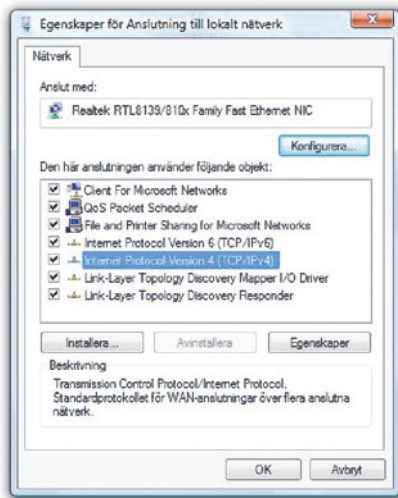 Egenskaper för Anslutning till lokalt nätverk
Nätverk
Anslut med:
Realtek RTL8139/810x Family Fast Ethernet NIC
Konfigurera...
Den här anslutningen använder följande objekt:
Client For Microsoft Networks
QoS Packet Scheduler
File and Printer Sharing for Microsoft Networks
Internet Protocol Version 6 (TCP/IPv6)
Internet Protocol Version 4 (TCP/IPv4)
Link-Layer Topology Discovery Mapper I/O Driver
Link-Layer Topology Discovery Responder
Installera... Avinstallera Egenskaper
Beskrivning
Transmission Control Protocol/Internet Protocol.
Standardprotokollet för WAN-anslutningar över flera anslutna
nätverk.
OK Avbryt